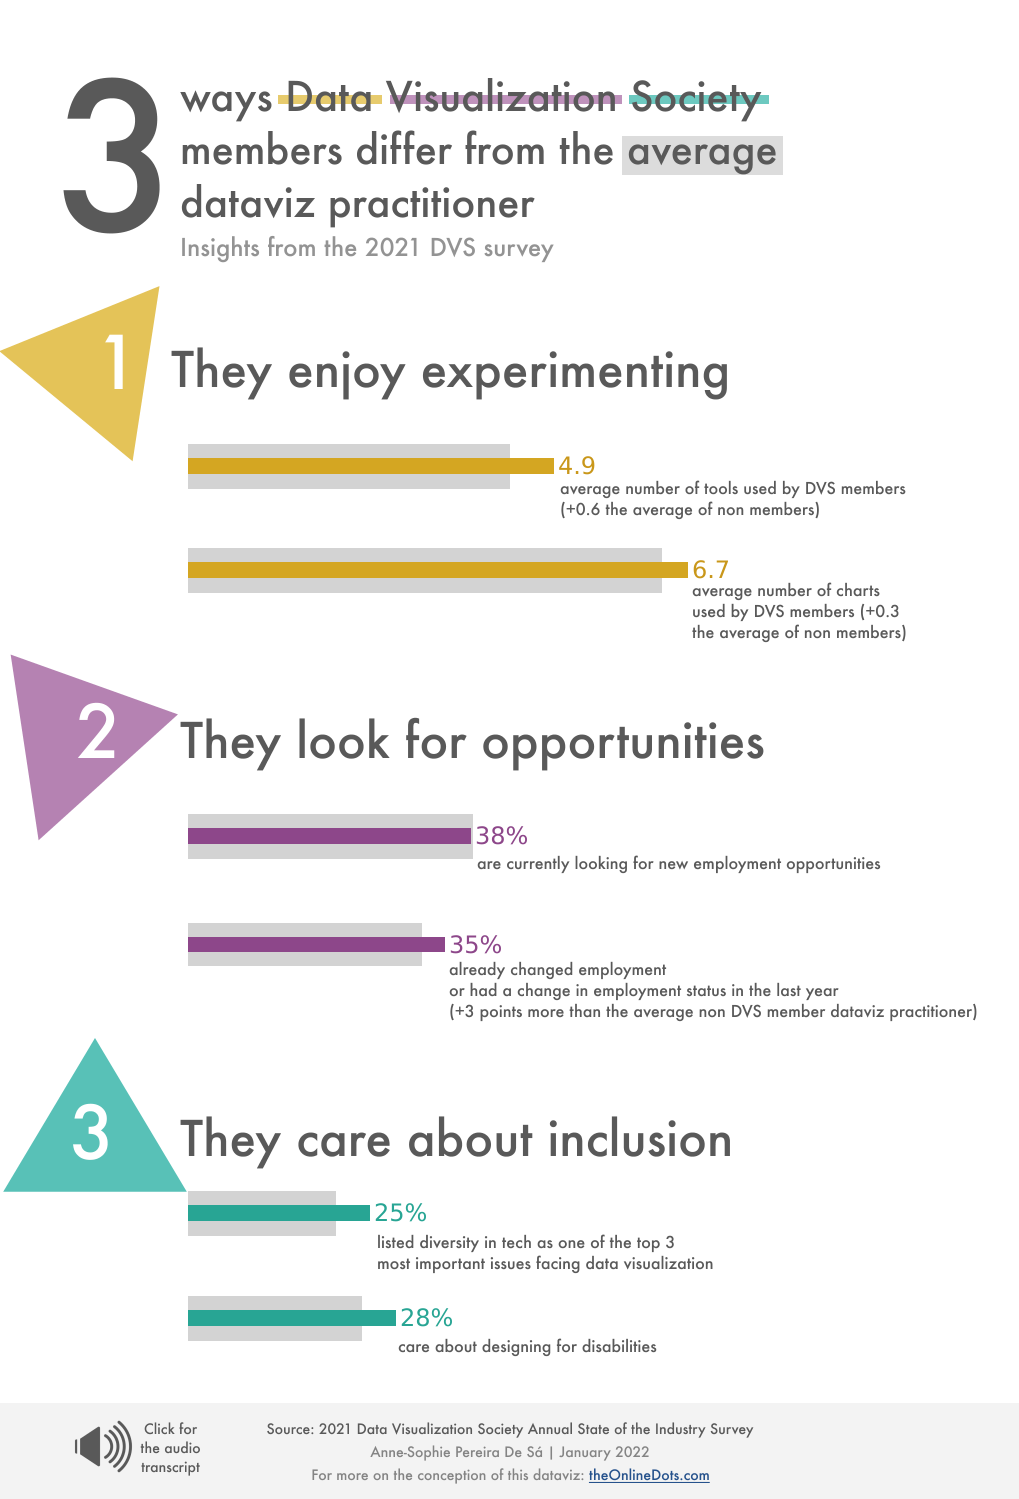 3
ways Data Visualization Society
members differ from the average
dataviz practitioner
Insights from the 2021 DVS survey
1
They enjoy experimenting
4.9
average number of tools used by DVS members
(+0.6 the average of non members)
6.7
average number of charts
used by DVS members (+0.3
the average of non members)
2
They look for opportunities
38%
are currently looking for new employment opportunities
35%
already changed employment
or had a change in employment status in the last year
(+3 points more than the average non DVS member dataviz practitioner)
3
They care about inclusion
25%
listed diversity in tech as one of the top 3
most important issues facing data visualization
28%
care about designing for disabilities
Click for
the audio
transcript
Source: 2021 Data Visualization Society Annual State of the Industry Survey
Anne-Sophie Pereira De Sá | January 2022
For more on the conception of this dataviz: theOnlineDots.com